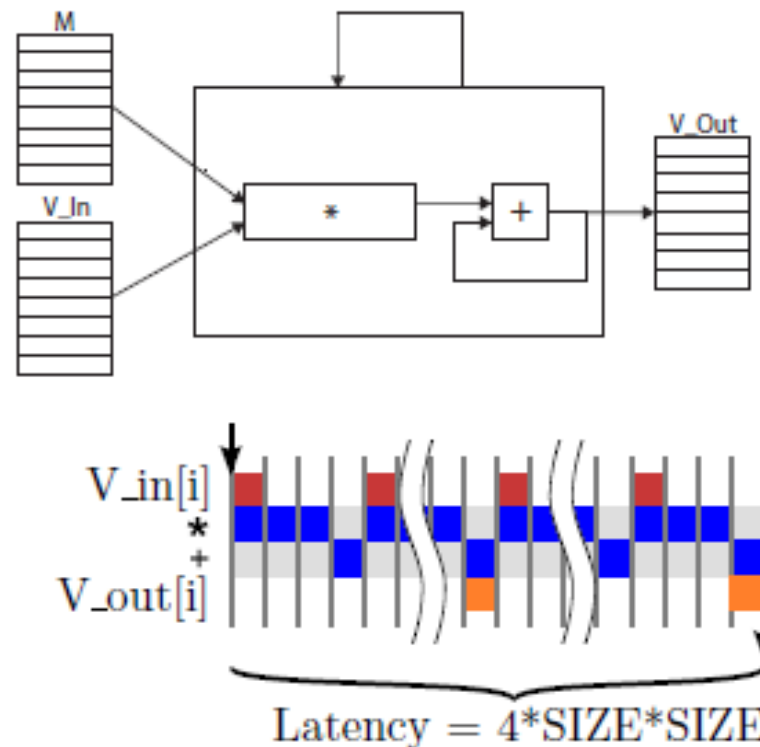 M
V_In
*
+
V_Out
V_in[i]
*
+
V_out[i]
Latency = 4*SIZE*SIZE